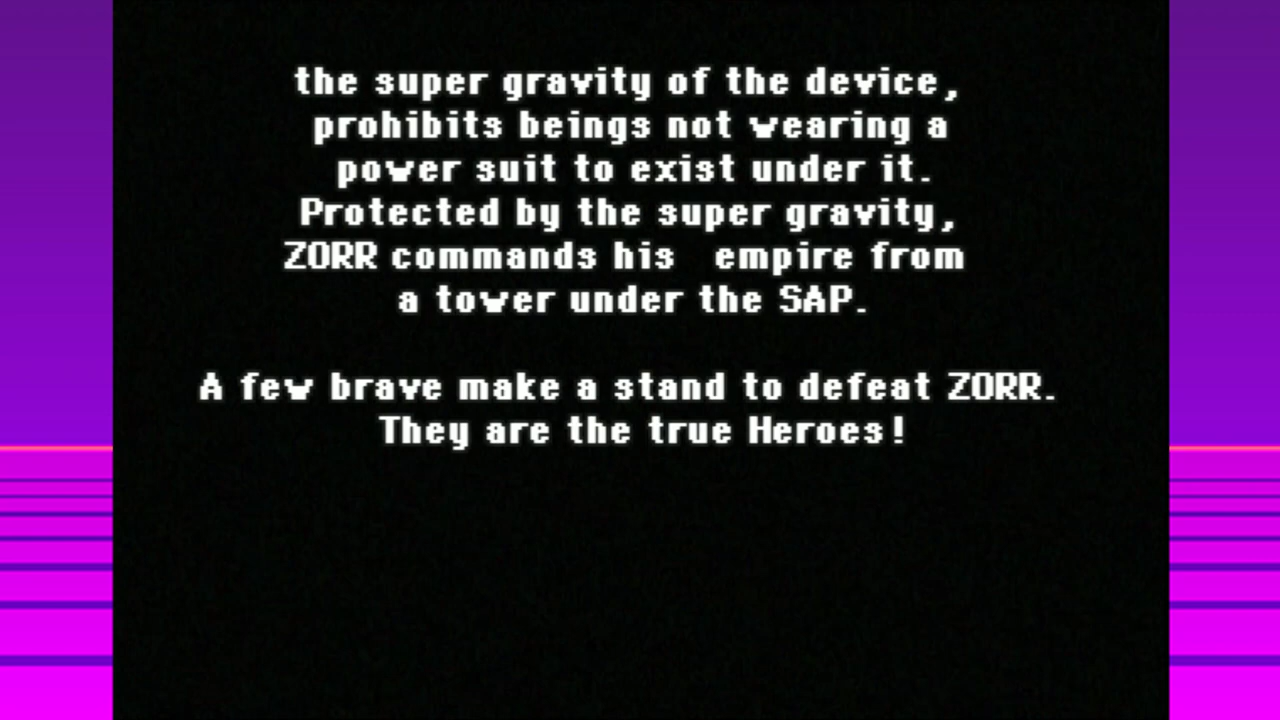 the super gravity of the device,
prohibits beings not wearing a
power suit to exist under it.
Protected by the super gravity,
ZORR commands his  empire from
a tower under the SAP.
A few brave make a stand to defeat ZORR.
They are the true Heroes!